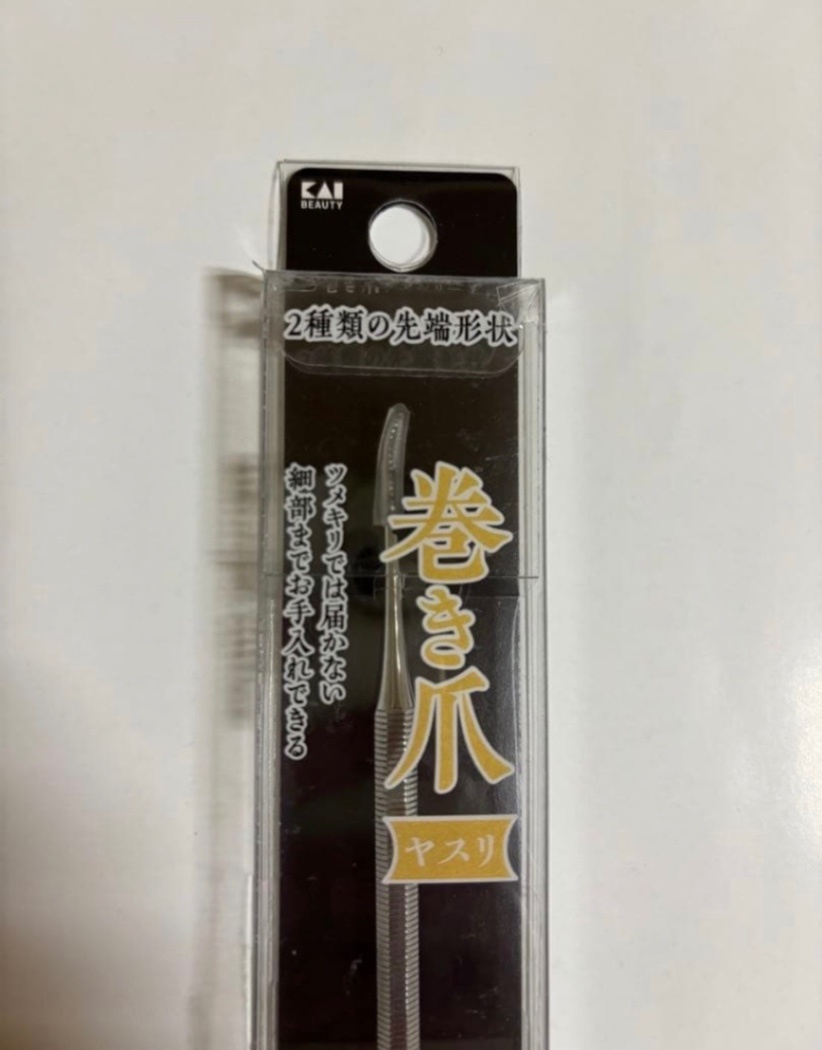 KAI
BEAUTY
2種類の先端形状
巻き爪
ヤスリ
ツメキリでは届かない
細部までお手入れできる